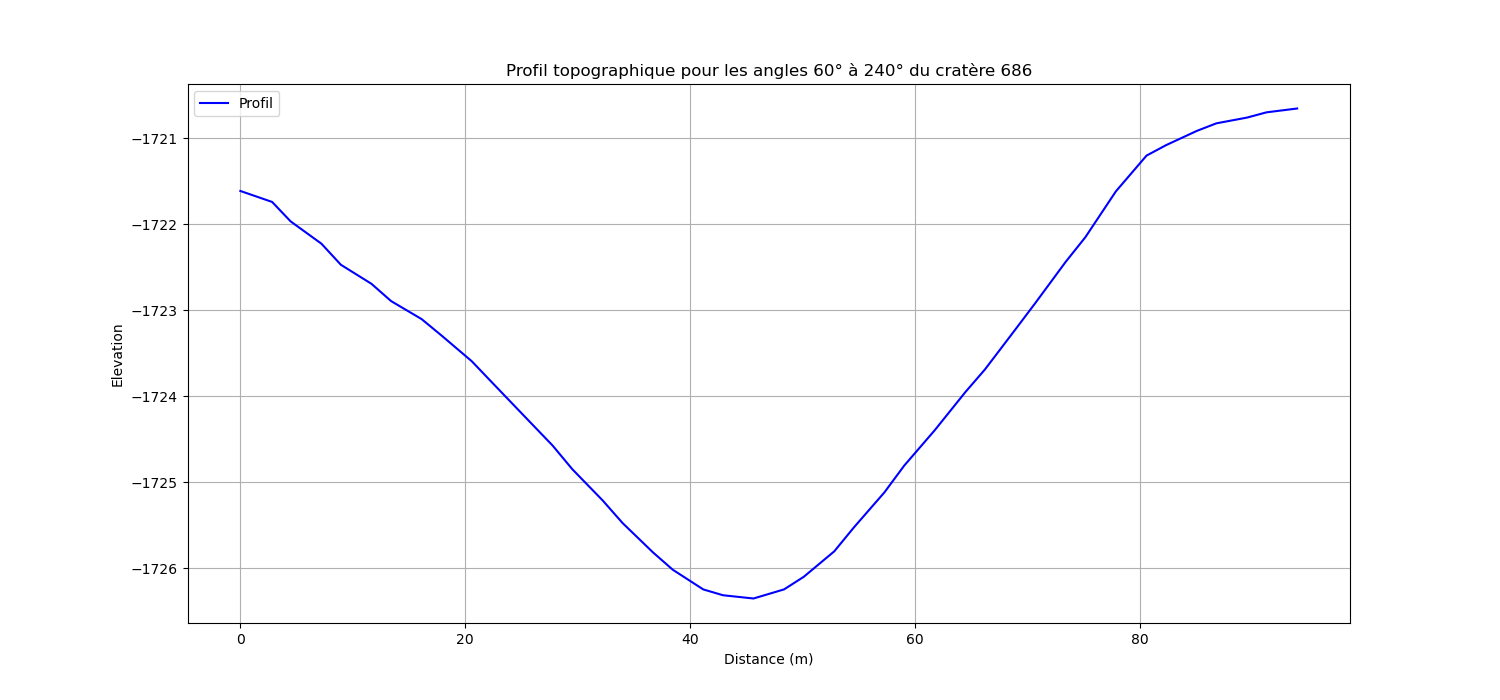 Profil topographique pour les angles 60° à 240° du cratère 686
Profil
−1721
−1722
−1723
−1724
−1725
−1726
Elevation
0 20 40 60 80
Distance (m)